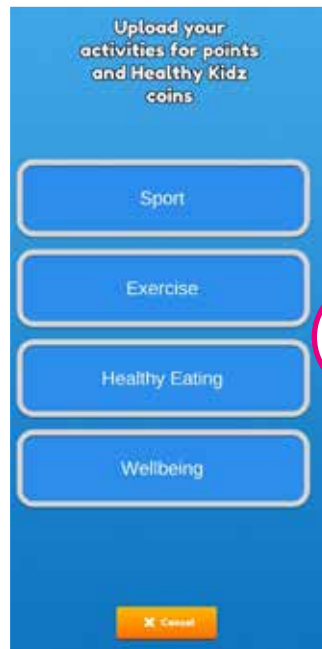 Upload your
activities for points
and Healthy Kidz
coins
Sport
Exercise
Healthy Eating
Wellbeing
Cancel